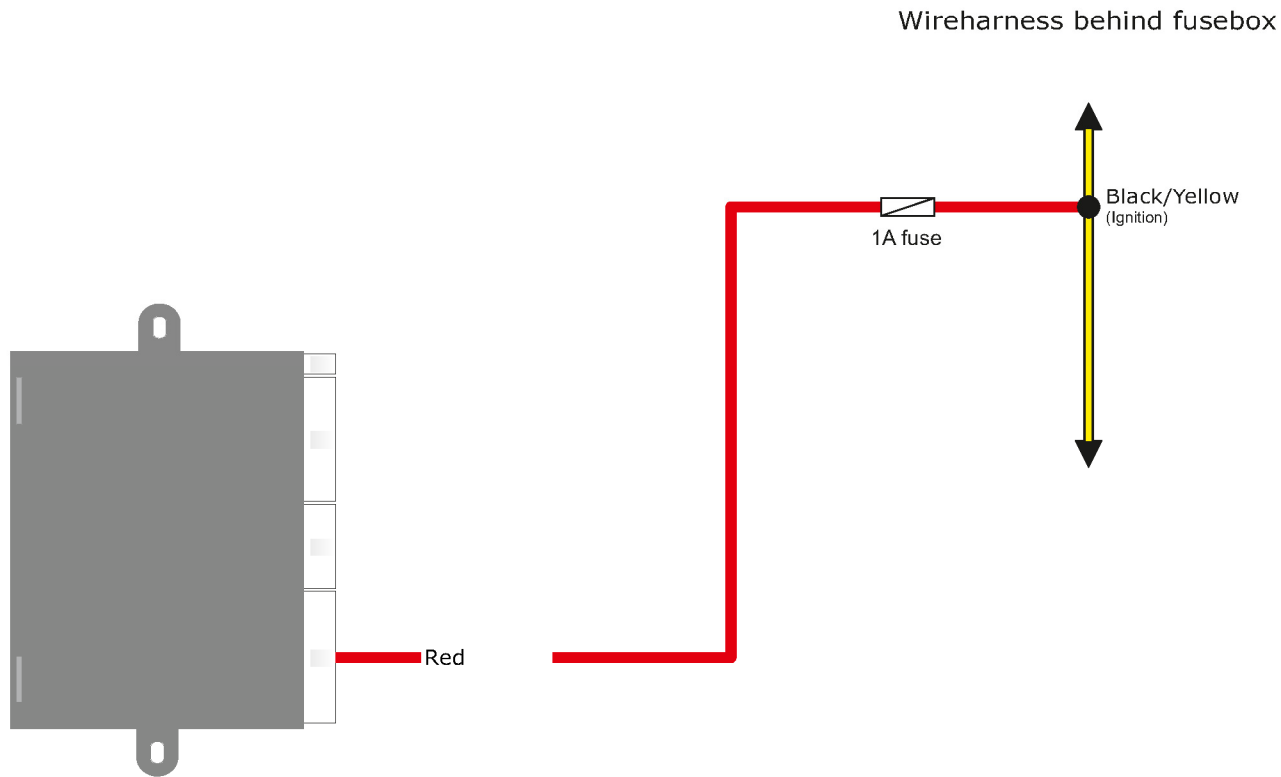 Wireharness behind fusebox
Black/Yellow
(Ignition)
1A fuse
Red